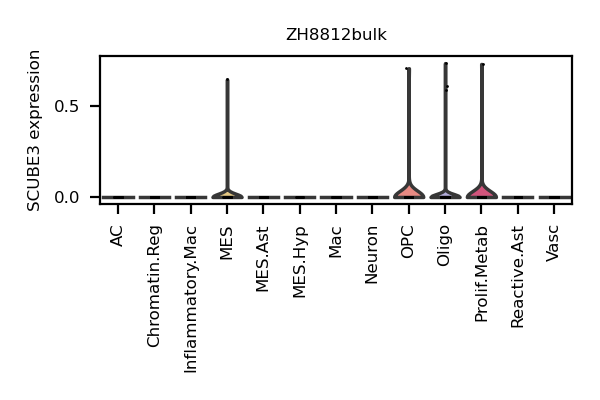 ZH8812bulk
SCUBE3 expression
0.5
0.0
AC
Chromatin.Reg
Inflammatory.Mac
MES
MES.Ast
MES.Hyp
Mac
Neuron
OPC
Oligo
Prolif.Metab
Reactive.Ast
Vasc